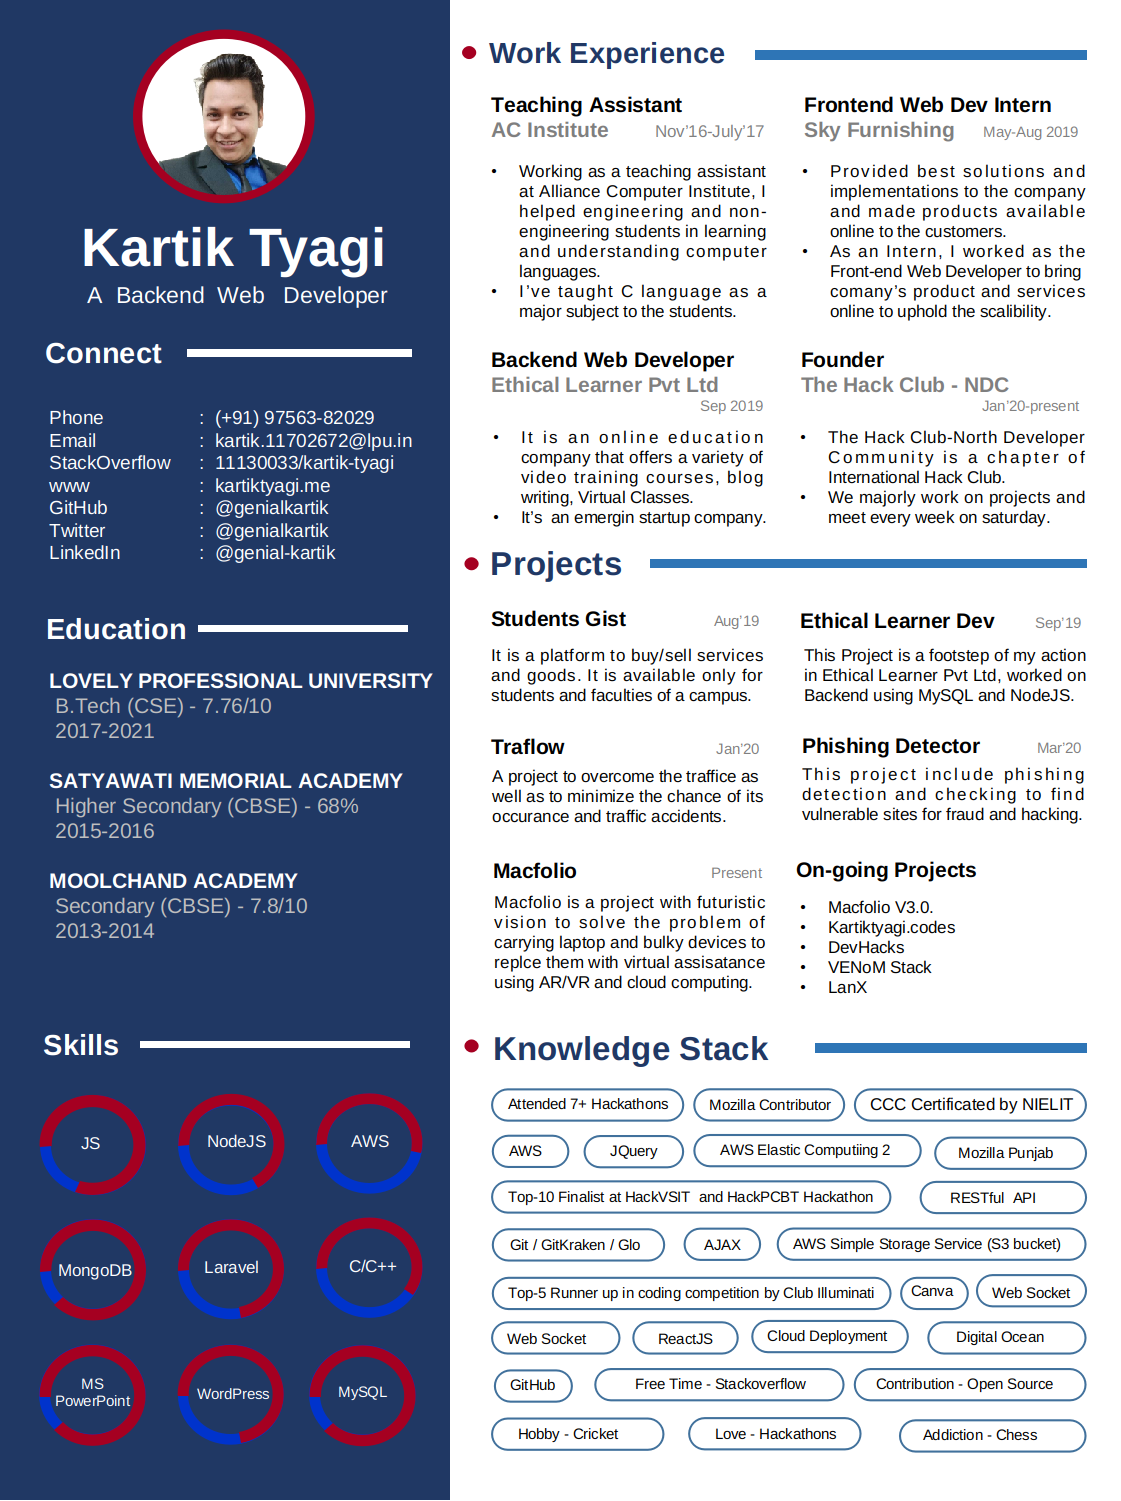 Kartik Tyagi
A Backend Web Developer
Connect
Phone : (+91) 97563-82029
Email : kartik.11702672@lpu.in
StackOverflow : 11130033/kartik-tyagi
www : kartiktyagi.me
GitHub : @genialkartik
Twitter : @genialkartik
LinkedIn : @genial-kartik
Education
LOVELY PROFESSIONAL UNIVERSITY
B.Tech (CSE) - 7.76/10
2017-2021
SATYAWATI MEMORIAL ACADEMY
Higher Secondary (CBSE) - 68%
2015-2016
MOOLCHAND ACADEMY
Secondary (CBSE) - 7.8/10
2013-2014
Skills
JS NodeJS AWS
MongoDB Laravel C/C++
MS
PowerPoint WordPress MySQL
Work Experience
Teaching Assistant
AC Institute Nov’16-July’17
• Working as a teaching assistant
at Alliance Computer Institute, I
helped engineering and non-
engineering students in learning
and understanding computer
languages.
• I’ve taught C language as a
major subject to the students.
Frontend Web Dev Intern
Sky Furnishing May-Aug 2019
• Provided best solutions and
implementations to the company
and made products available
online to the customers.
• As an Intern, I worked as the
Front-end Web Developer to bring
comany’s product and services
online to uphold the scalibility.
Backend Web Developer
Ethical Learner Pvt Ltd
Sep 2019
• It is an online education
company that offers a variety of
video training courses, blog
writing, Virtual Classes.
• It’s an emergin startup company.
Founder
The Hack Club - NDC
Jan’20-present
• The Hack Club-North Developer
Community is a chapter of
International Hack Club.
• We majorly work on projects and
meet every week on saturday.
Projects
Students Gist Aug’19
It is a platform to buy/sell services
and goods. It is available only for
students and faculties of a campus.
Ethical Learner Dev Sep’19
This Project is a footstep of my action
in Ethical Learner Pvt Ltd, worked on
Backend using MySQL and NodeJS.
Traflow Jan’20
A project to overcome the traffice as
well as to minimize the chance of its
occurance and traffic accidents.
Phishing Detector Mar’20
This project include phishing
detection and checking to find
vulnerable sites for fraud and hacking.
Macfolio Present
Macfolio is a project with futuristic
vision to solve the problem of
carrying laptop and bulky devices to
replce them with virtual assisatance
using AR/VR and cloud computing.
On-going Projects
• Macfolio V3.0.
• Kartiktyagi.codes
• DevHacks
• VENoM Stack
• LanX
Knowledge Stack
Attended 7+ Hackathons Mozilla Contributor CCC Certificated by NIELIT
AWS JQuery AWS Elastic Computiing 2 Mozilla Punjab
Top-10 Finalist at HackVSIT and HackPCBT Hackathon RESTful API
Git / GitKraken / Glo AJAX AWS Simple Storage Service (S3 bucket)
Top-5 Runner up in coding competition by Club Illuminati Canva Web Socket
Web Socket ReactJS Cloud Deployment Digital Ocean
GitHub Free Time - Stackoverflow Contribution - Open Source
Hobby - Cricket Love - Hackathons Addiction - Chess